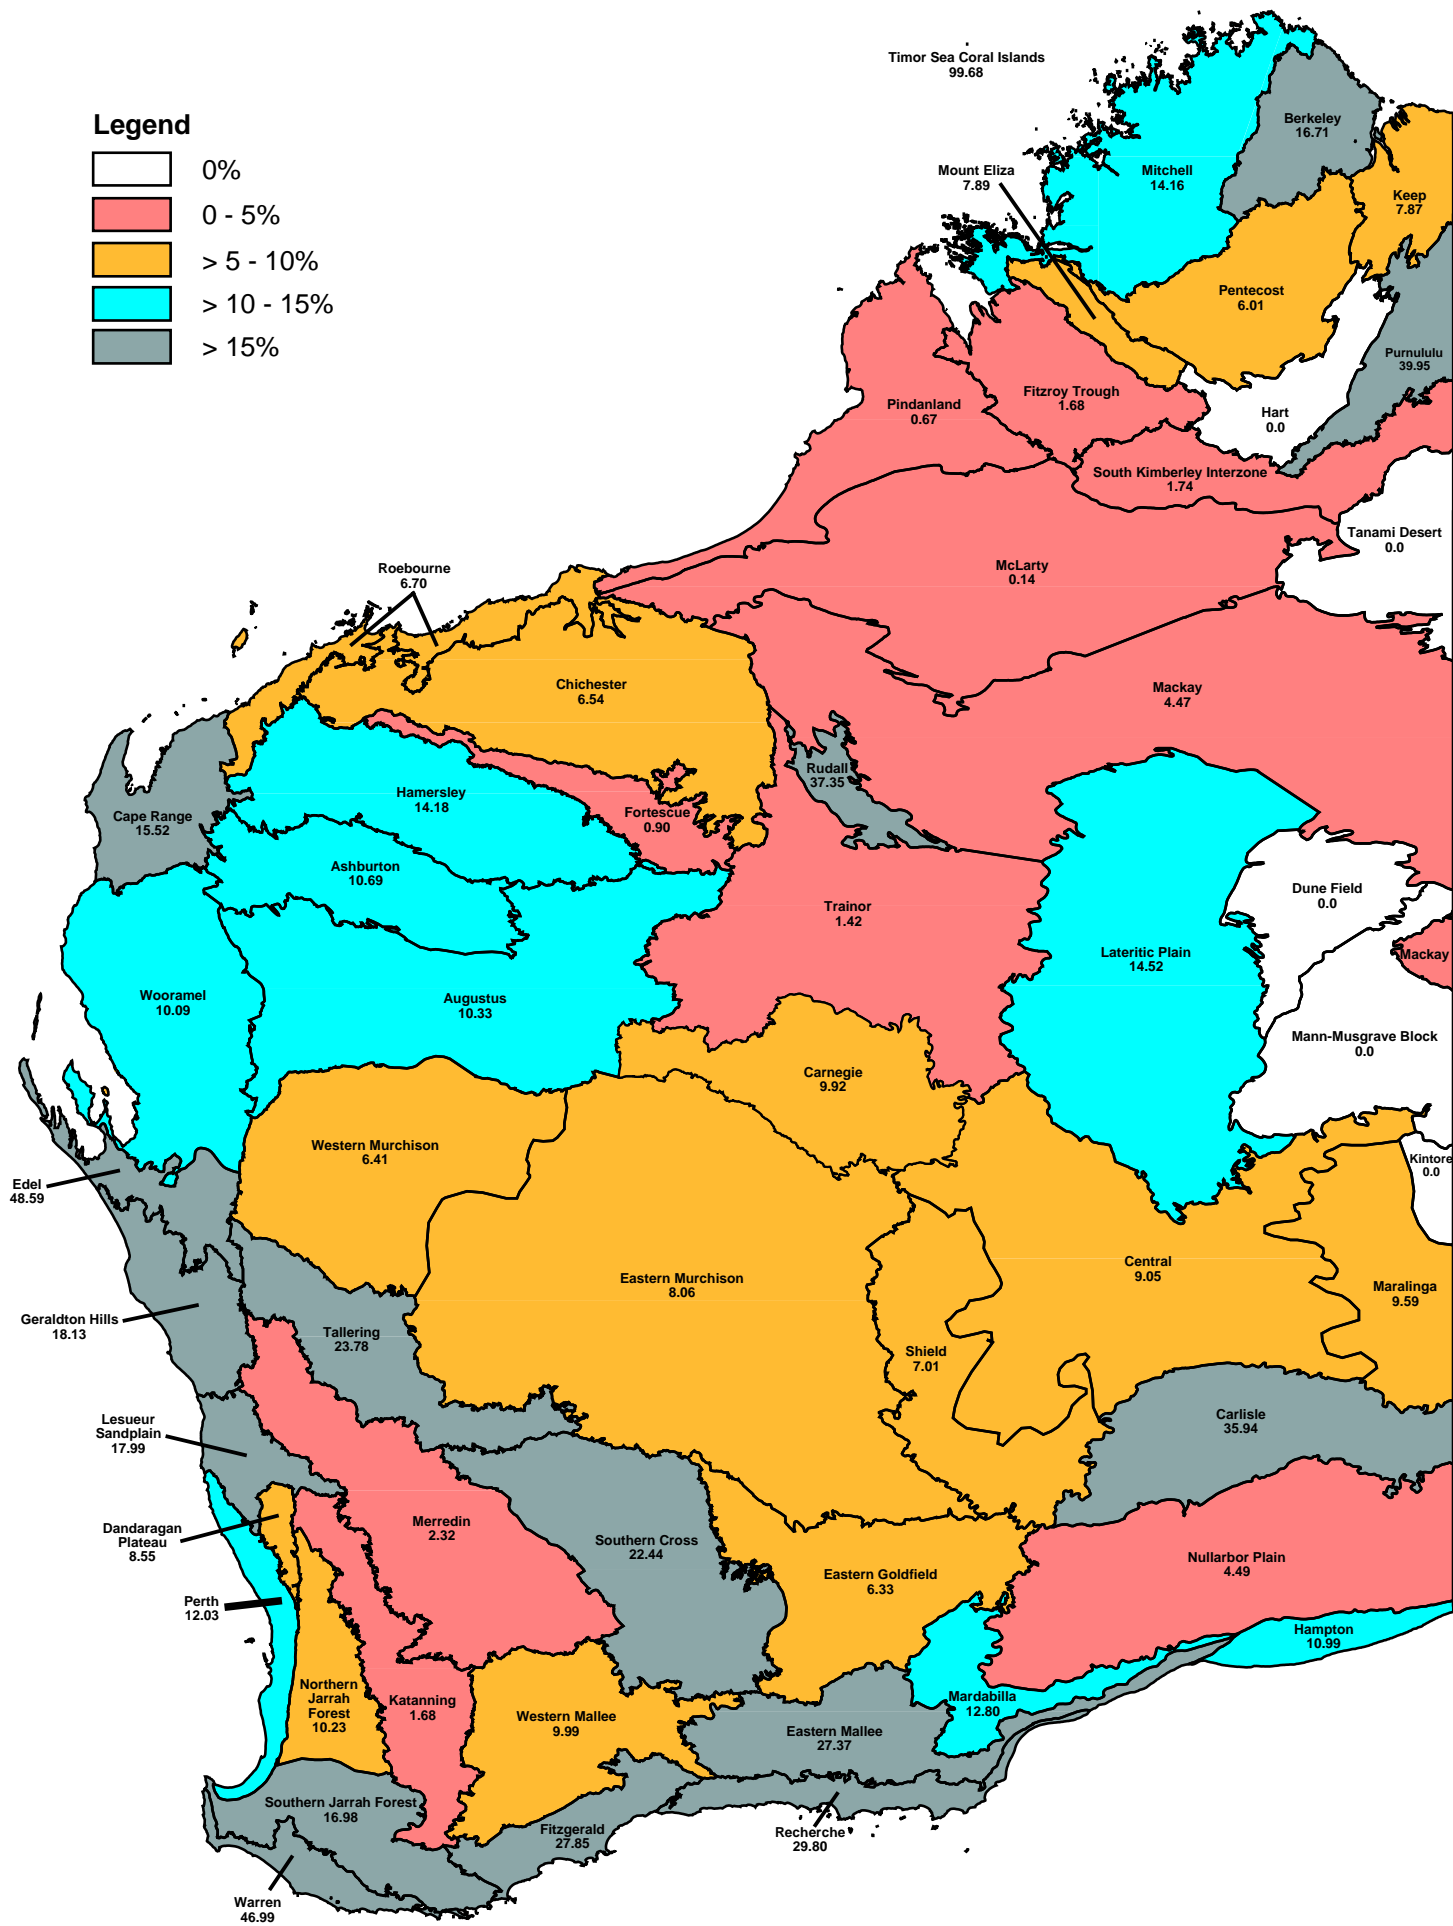 Timor Sea Coral Islands
99.68
Legend
0%
0 - 5%
> 5 - 10%
> 10 - 15%
> 15%
Berkeley
16.71
Mount Eliza
7.89
Mitchell
14.16
Keep
7.87
Pentecost
6.01
Purnululu
39.95
Fitzroy Trough
1.68
Pindanland
0.67
Hart
0.0
South Kimberley Interzone
1.74
Tanami Desert
0.0
McLarty
0.14
Roebourne
6.70
Chichester
6.54
Mackay
4.47
Rudall
37.35
Hamersley
14.18
Fortescue
0.90
Cape Range
15.52
Ashburton
10.69
Dune Field
0.0
Trainor
1.42
Lateritic Plain
14.52
Mackay
Wooramel
10.09
Augustus
10.33
Mann-Musgrave Block
0.0
Carnegie
9.92
Western Murchison
6.41
Kintore
0.0
Edel
48.59
Central
9.05
Eastern Murchison
8.06
Maralinga
9.59
Geraldton Hills
18.13
Tallering
23.78
Shield
7.01
Lesueur
Sandplain
17.99
Carlisle
35.94
Dandaragan
Plateau
8.55
Merredin
2.32
Southern Cross
22.44
Nullarbor Plain
4.49
Eastern Goldfield
6.33
Perth
12.03
Hampton
10.99
Northern
Jarrah
Forest
10.23
Katanning
1.68
Mardabilla
12.80
Western Mallee
9.99
Eastern Mallee
27.37
Southern Jarrah Forest
16.98
Fitzgerald
27.85
Recherche
29.80
Warren
46.99